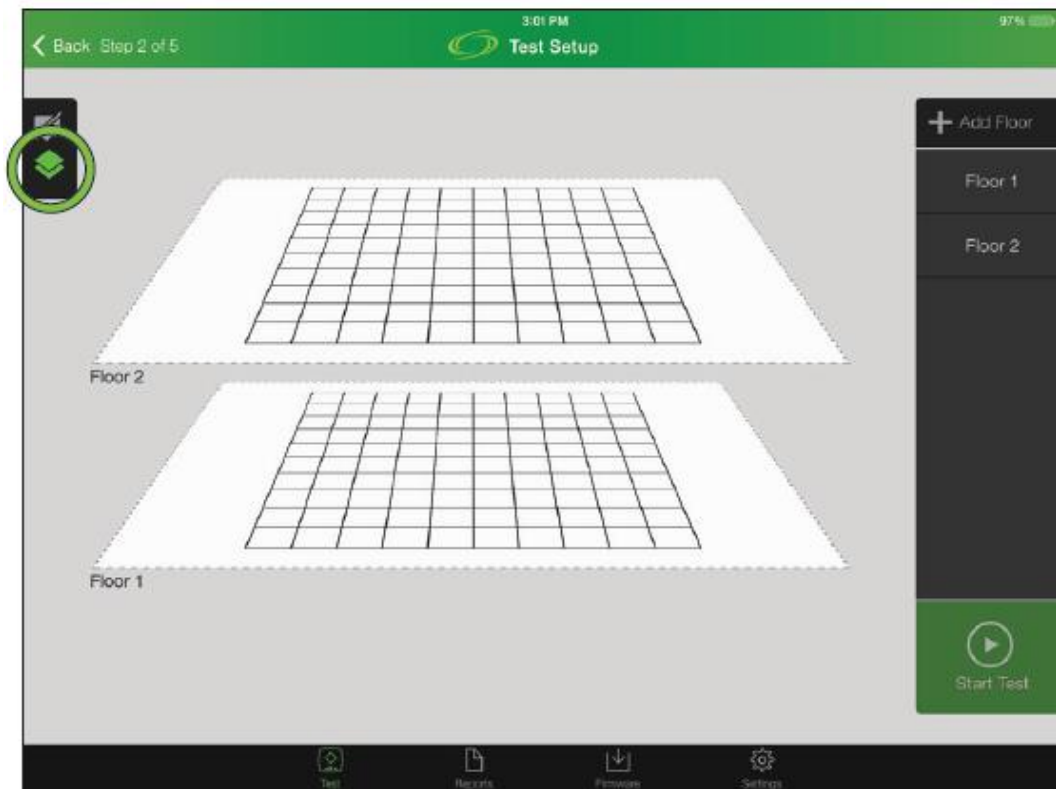 3:01 PM
97%
Back Step 2 of 5
Test Setup
Add Floor
Floor 1
Floor 2
Floor 2
Floor 1
Start Test
Test
Reports
Firmware
Settings